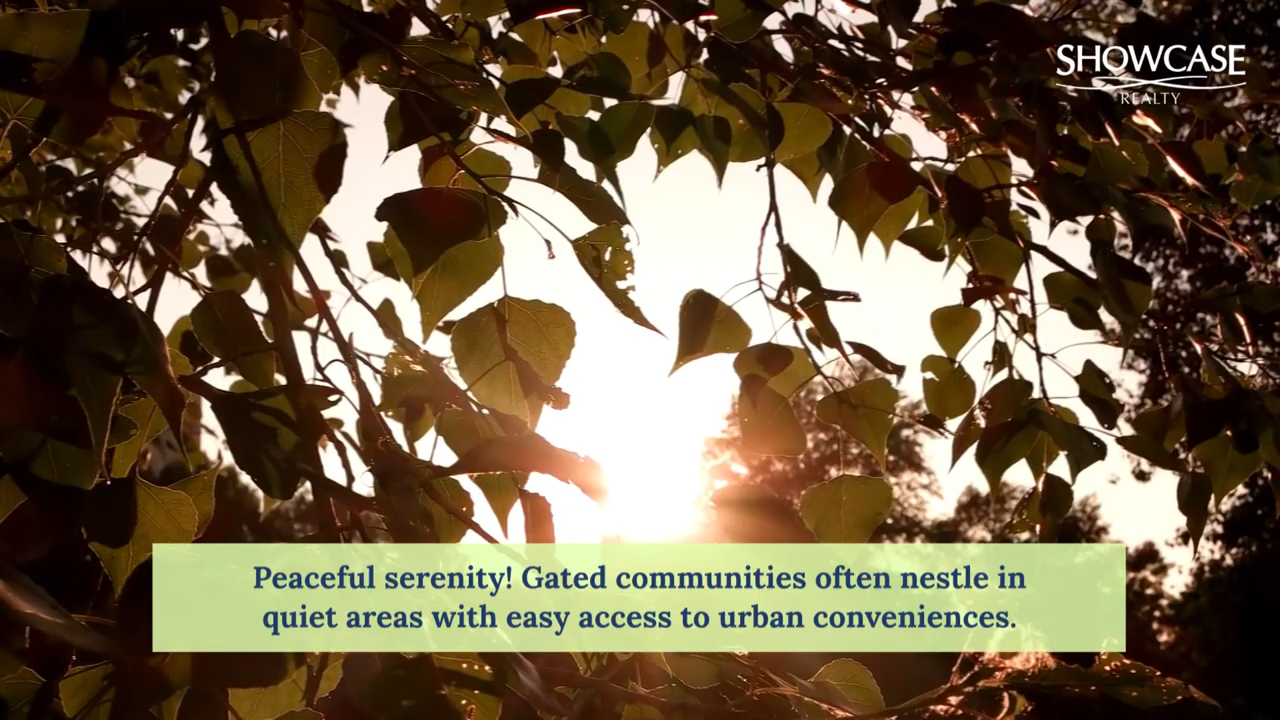 SHOWCASE
REALTY
Peaceful serenity! Gated communities often nestle in
quiet areas with easy access to urban conveniences.